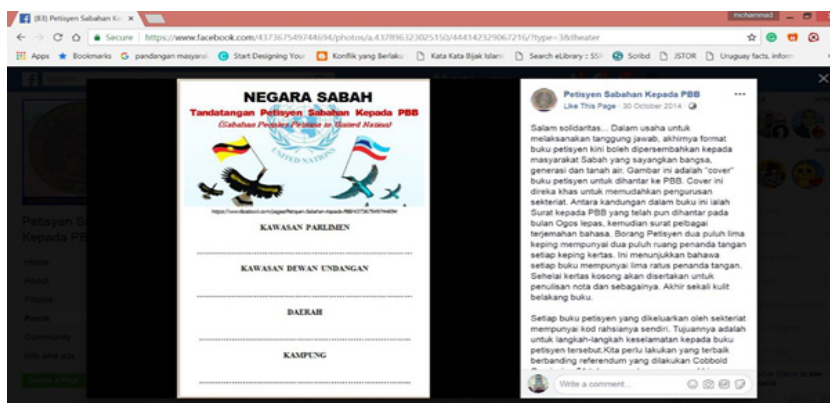 (83) Petisyen Sabahan Ke
mohammed
Secure https://www.facebook.com/437367549744694/photos/a.437896323025150/444142329067216/?type=3&theater
Apps Bookmarks pandangan masyarak Start Designing Your Konflik yang Berlaku Kata Kata Bijak Islam Search eLibrary :: SSR Scribd JSTOR Uruguay facts, inform
NEGARA SABAH
Tandatangan Petisyen Sabahan Kepada PBB
(Sabahan Peoples Petition to United Nations)
UNITED NATIONS
KAWASAN PARLIMEN
KAWASAN DEWAN UNDANGAN
DAERAH
KAMPUNG
Petisyen Sabahan Kepada PBB
Like This Page · 30 October 2014
Salam solidaritas... Dalam usaha untuk
melaksanakan tanggung jawab, akhirnya format
buku petisyen kini boleh dipersembahkan kepada
masyarakat Sabah yang sayangkan bangsa,
generasi dan tanah air. Gambar ini adalah "cover"
buku petisyen untuk dihantar ke PBB. Cover ini
direka khas untuk memudahkan pengurusan
sekteriat. Antara kandungan dalam buku ini ialah
Surat kepada PBB yang telah pun dihantar pada
bulan Ogos lepas, kemudian surat pelbagai
terjemahan bahasa. Borang Petisyen dua puluh lima
keping mempunyai dua puluh ruang penanda tangan
setiap keping kertas. Ini menunjukkan bahawa
setiap buku mempunyai lima ratus penanda tangan.
Sehelai kertas kosong akan disertakan untuk
penulisan nota dan sebagainya. Akhir sekali kulit
belakang buku.
Setiap buku petisyen yang dikeluarkan oleh sekteriat
mempunyai kod rahsianya sendiri. Tujuannya adalah
untuk langkah-langkah keselamatan kepada buku
petisyen tersebut.Kita perlu lakukan yang terbaik
berbanding referendum yang dilakukan Cobbold
Write a comment...
Petisyen S
Kepada PB
Home
About
Photos
Posts
Community
Info and ads